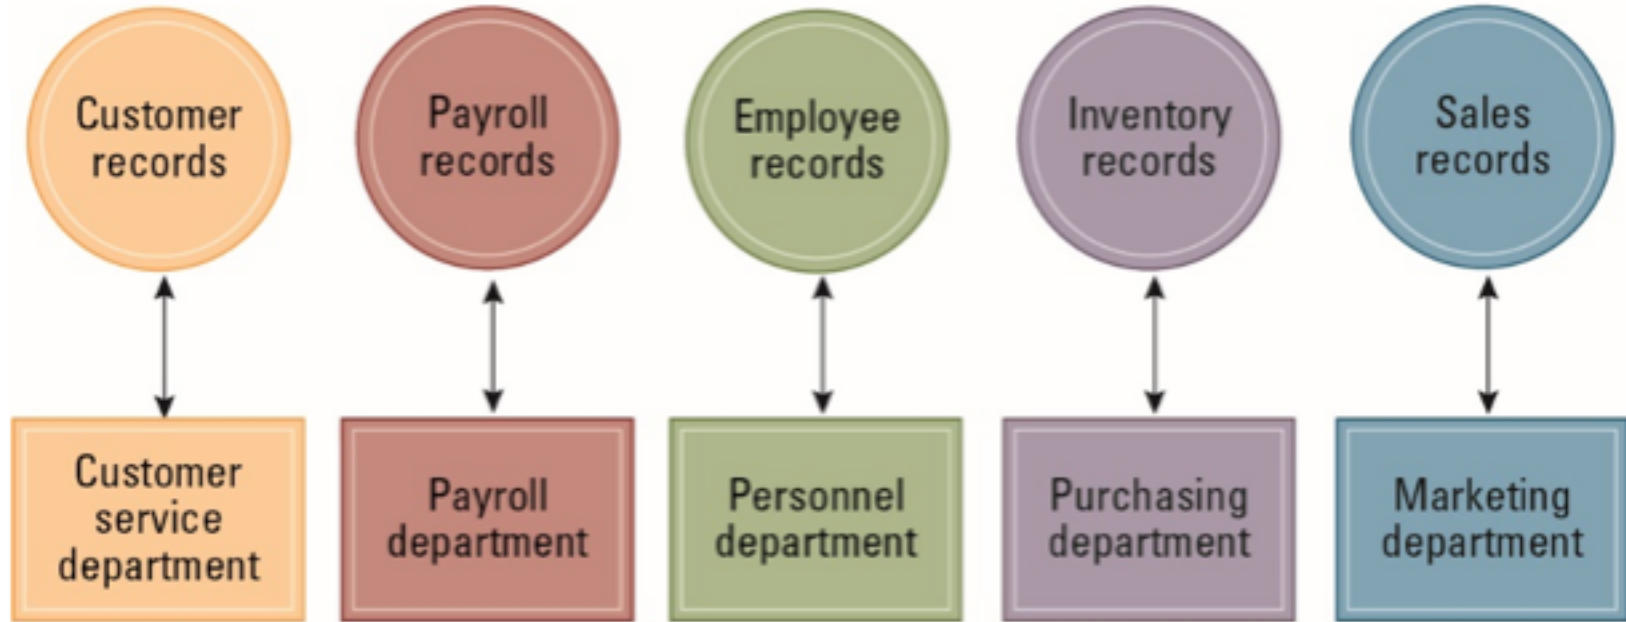 Customer
records
Payroll
records
Employee
records
Inventory
records
Sales
records
Customer
service
department
Payroll
department
Personnel
department
Purchasing
department
Marketing
department